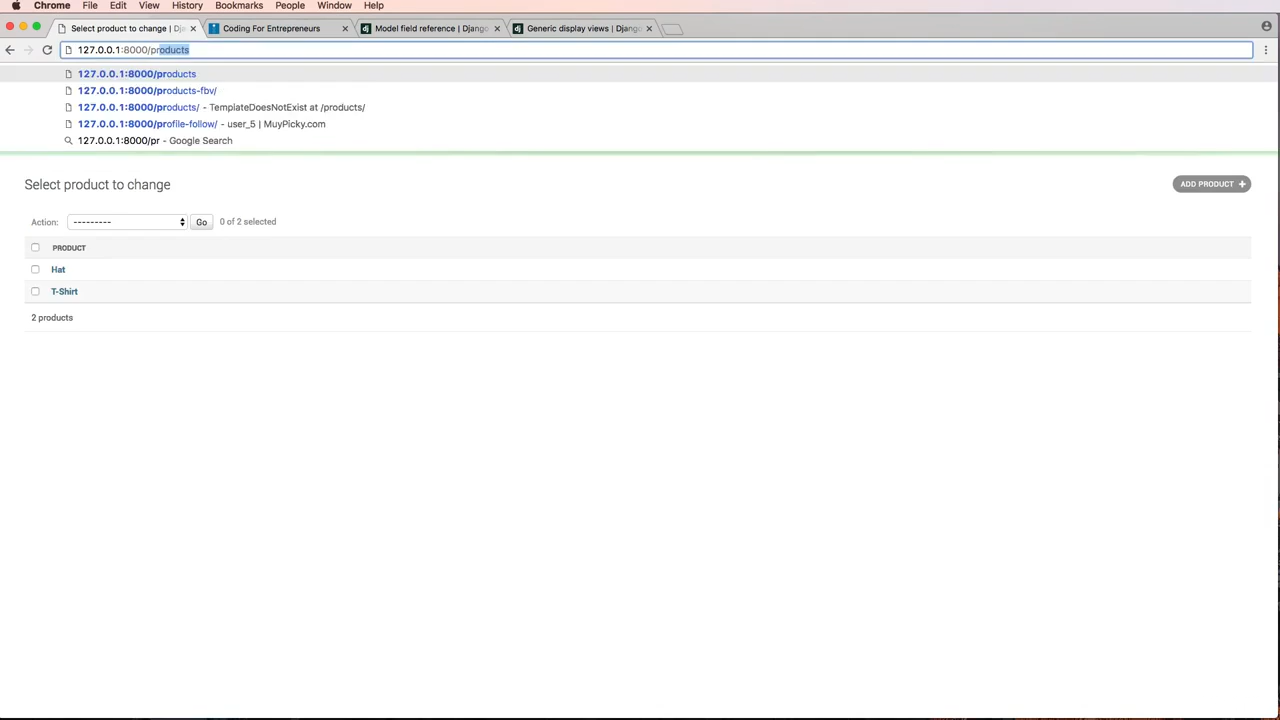 Chrome File Edit View History Bookmarks People Window Help
Select product to change | Dja
Coding For Entrepreneurs
Model field reference | Django
Generic display views | Django
127.0.0.1:8000/products
127.0.0.1:8000/products
127.0.0.1:8000/products-fbv/
127.0.0.1:8000/products/ - TemplateDoesNotExist at /products/
127.0.0.1:8000/profile-follow/ - user_5 | MuyPicky.com
127.0.0.1:8000/pr - Google Search
Select product to change
ADD PRODUCT +
Action: --------- Go 0 of 2 selected
PRODUCT
Hat
T-Shirt
2 products